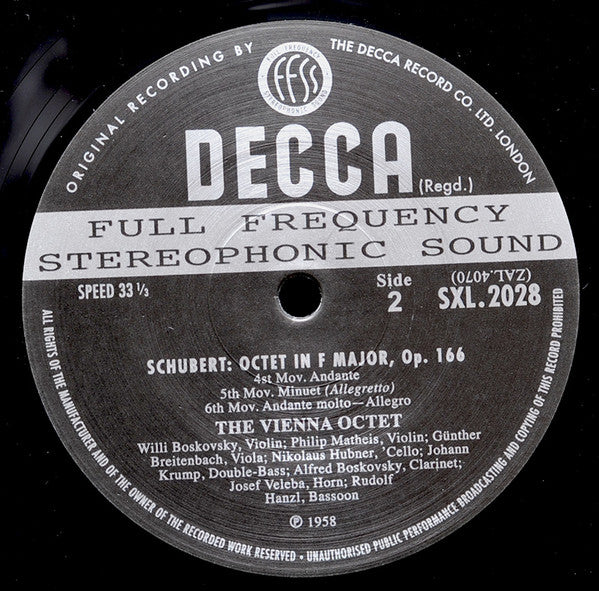 ORIGINAL RECORDING BY
THE DECCA RECORD CO. LTD. LONDON
FULL FREQUENCY
ffss
STEREOPHONIC SOUND
DECCA (Regd.)
FULL FREQUENCY
STEREOPHONIC SOUND
SPEED 33 ⅓
Side
2
(ZAL.4070)
SXL.2028
SCHUBERT: OCTET IN F MAJOR, Op. 166
4st Mov. Andante
5th Mov. Minuet (Allegretto)
6th Mov. Andante molto—Allegro
THE VIENNA OCTET
Willi Boskovsky, Violin; Philip Matheis, Violin; Günther
Breitenbach, Viola; Nikolaus Hubner, 'Cello; Johann
Krump, Double-Bass; Alfred Boskovsky, Clarinet;
Josef Veleba, Horn; Rudolf
Hanzl, Bassoon
℗ 1958
ALL RIGHTS OF THE MANUFACTURER AND OF THE OWNER OF THE RECORDED WORK RESERVED • UNAUTHORISED PUBLIC PERFORMANCE BROADCASTING AND COPYING OF THIS RECORD PROHIBITED